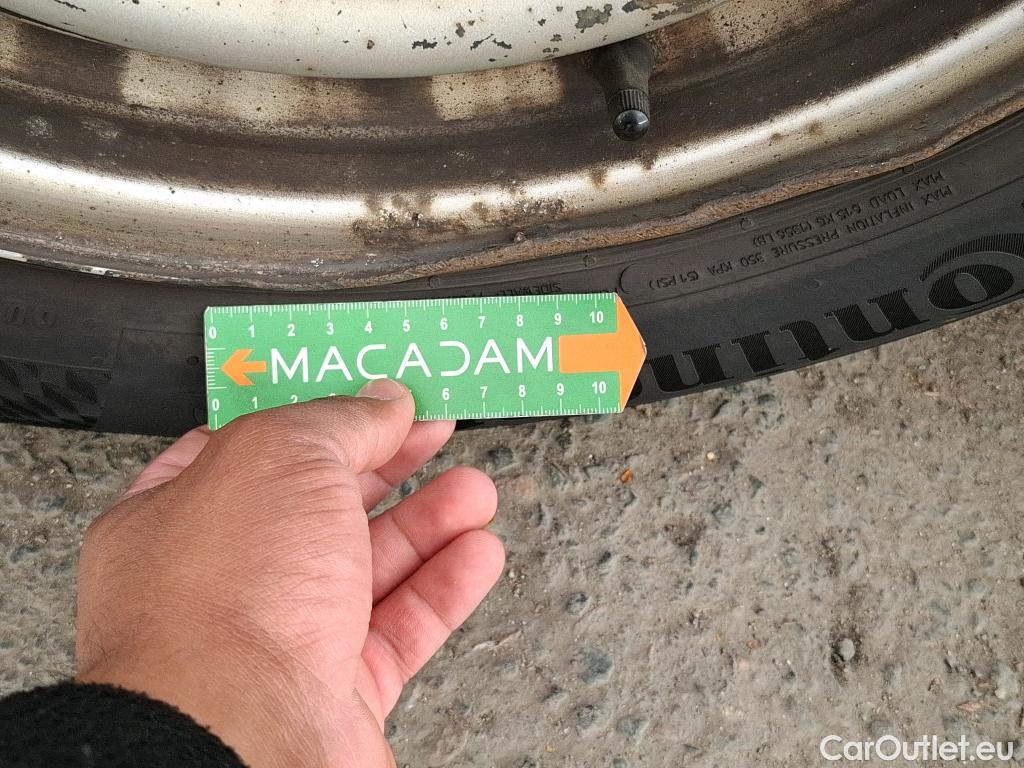 MAX INFLATION PRESSURE 350 KPA (51 PSI)
MAX LOAD 615 KG (1356 LB)
SIDEWALL
0 1 2 3 4 5 6 7 8 9 10
MACADAM
0 1 2 6 7 8 9 10
CarOutlet.eu